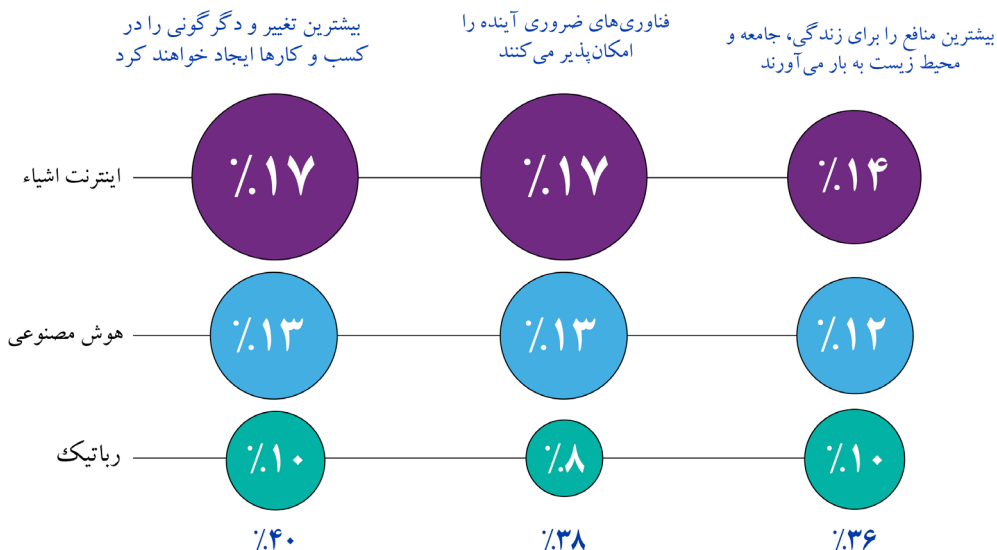 بیشترین منافع را برای زندگی، جامعه و
محیط زیست به بار می‌آورند
فناوری‌های ضروری آینده را
امکان‌پذیر می‌کنند
بیشترین تغییر و دگرگونی را در
کسب و کارها ایجاد خواهند کرد
٪۱۴
٪۱۷
٪۱۷
اینترنت اشیاء
٪۱۲
٪۱۳
٪۱۳
هوش مصنوعی
٪۱۰
٪۸
٪۱۰
رباتیک
٪۳۶
٪۳۸
٪۴۰